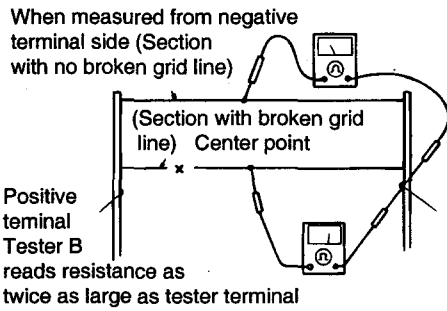 When measured from negative
terminal side (Section
with no broken grid line)
(Section with broken grid
line) Center point
Positive
teminal
Tester B
reads resistance as
twice as large as tester terminal